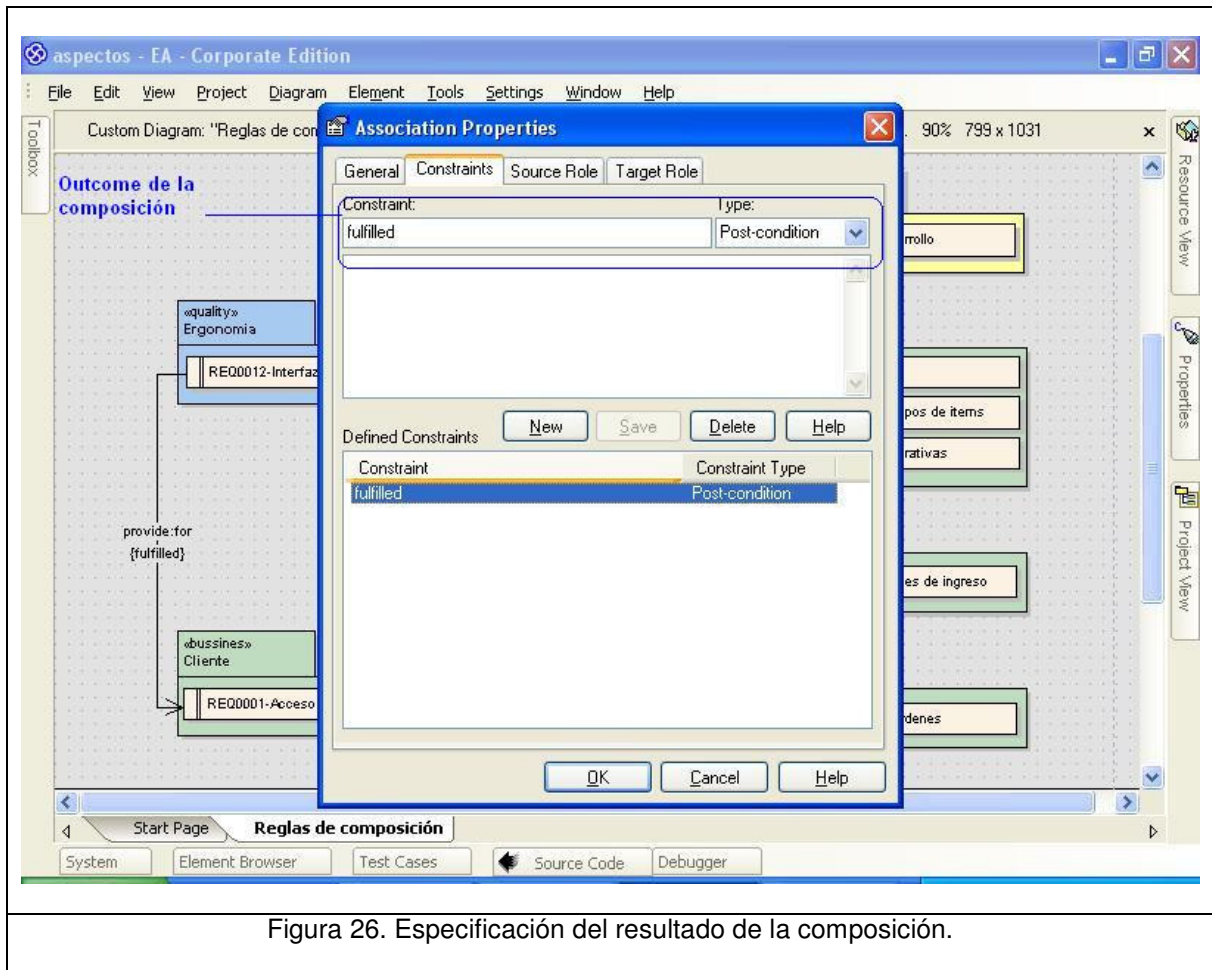 aspectos - EA - Corporate Edition
File Edit View Project Diagram Element Tools Settings Window Help
Toolbox
Custom Diagram: "Reglas de con
90% 799 x 1031
Outcome de la
composición
«quality»
Ergonomia
REQ0012-Interfaz
provide:for
{fulfilled}
«bussines»
Cliente
REQ0001-Acceso
Association Properties
General Constraints Source Role Target Role
Constraint: Type:
fulfilled Post-condition
New Save Delete Help
Defined Constraints
Constraint Constraint Type
fulfilled Post-condition
OK Cancel Help
rrollo
pos de items
rativas
es de ingreso
denes
Resource View
Properties
Project View
Start Page Reglas de composición
System Element Browser Test Cases Source Code Debugger
Figura 26. Especificación del resultado de la composición.